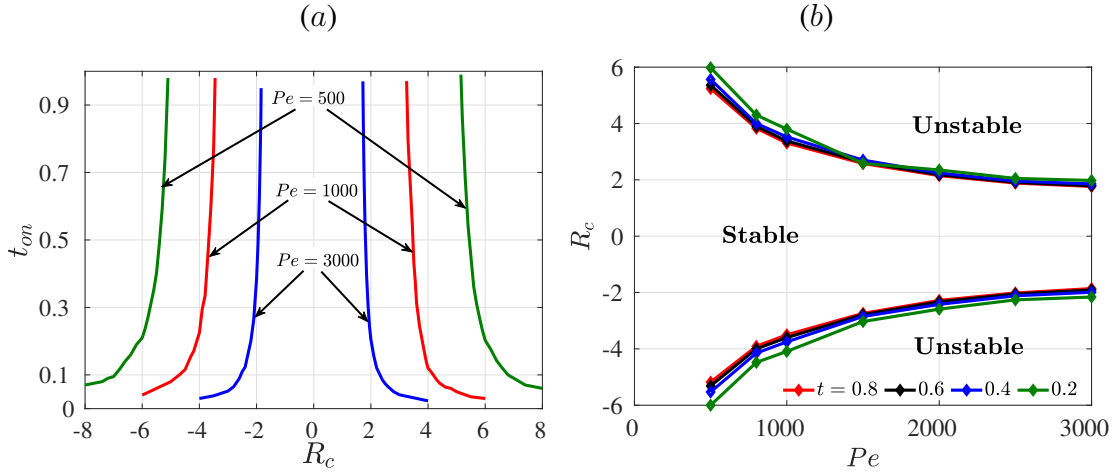 (a)
0.9
0.7
0.5
0.3
0.1
0
t_on
Pe = 500
Pe = 1000
Pe = 3000
-8 -6 -4 -2 0 2 4 6 8
R_c
(b)
6
4
2
0
-2
-4
-6
R_c
Unstable
Stable
Unstable
t = 0.8 0.6 0.4 0.2
0 1000 2000 3000
Pe